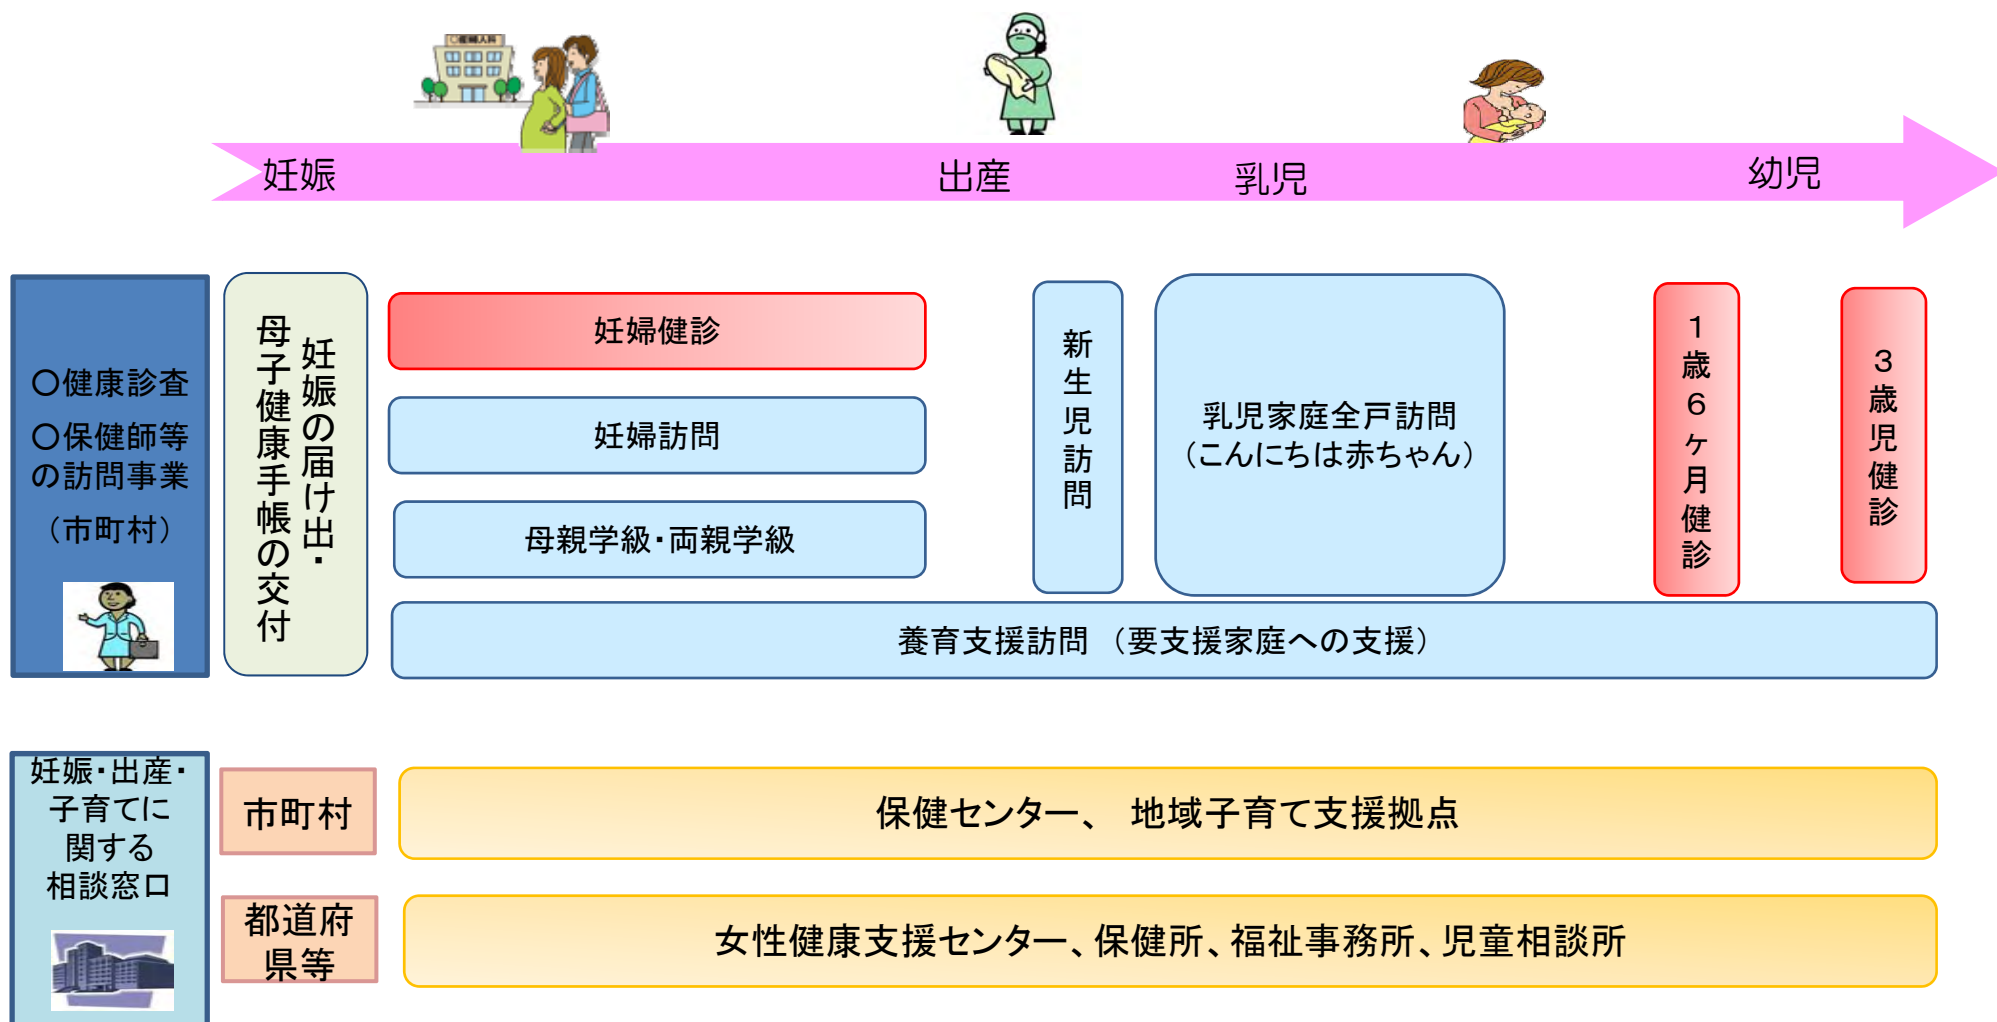 ○産婦人科
妊娠
出産
乳児
幼児
○健康診査
○保健師等
の訪問事業
（市町村）
妊娠の届け出・
母子健康手帳の交付
妊婦健診
妊婦訪問
母親学級・両親学級
新生児訪問
乳児家庭全戸訪問
（こんにちは赤ちゃん）
1歳6ヶ月健診
3歳児健診
養育支援訪問 （要支援家庭への支援）
妊娠・出産・
子育てに
関する
相談窓口
市町村
保健センター、 地域子育て支援拠点
都道府
県等
女性健康支援センター、保健所、福祉事務所、児童相談所